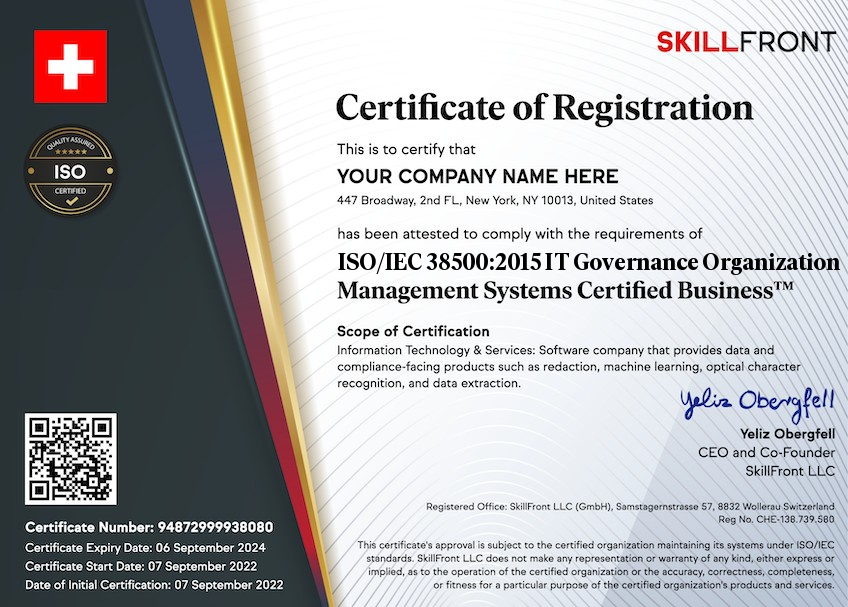 SKILLFRONT
QUALITY ASSURED
ISO
CERTIFIED
Certificate of Registration
This is to certify that
YOUR COMPANY NAME HERE
447 Broadway, 2nd FL, New York, NY 10013, United States
has been attested to comply with the requirements of
ISO/IEC 38500:2015 IT Governance Organization
Management Systems Certified Business™
Scope of Certification
Information Technology & Services: Software company that provides data and
compliance-facing products such as redaction, machine learning, optical character
recognition, and data extraction.
Yeliz Obergfell
Yeliz Obergfell
CEO and Co-Founder
SkillFront LLC
Registered Office: SkillFront LLC (GmbH), Samstagernstrasse 57, 8832 Wollerau Switzerland
Reg No. CHE-138.739.580
Certificate Number: 94872999938080
Certificate Expiry Date: 06 September 2024
Certificate Start Date: 07 September 2022
Date of Initial Certification: 07 September 2022
This certificate's approval is subject to the certified organization maintaining its systems under ISO/IEC
standards. SkillFront LLC does not make any representation or warranty of any kind, either express or
implied, as to the operation of the certified organization or the accuracy, correctness, completeness,
or fitness for a particular purpose of the certified organization's products and services.